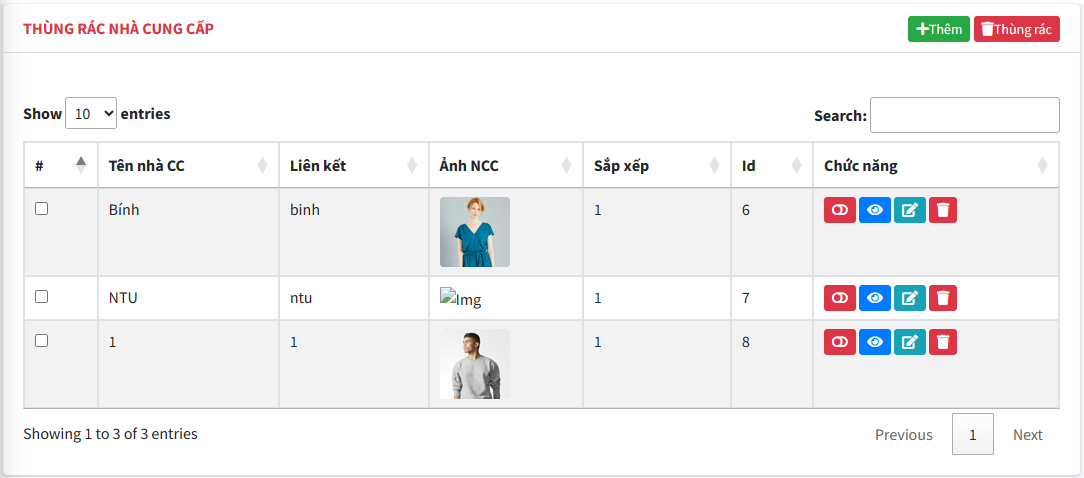 THÙNG RÁC NHÀ CUNG CẤP
Thêm Thùng rác
Show 10 entries
Search:
# Tên nhà CC Liên kết Ảnh NCC Sắp xếp Id Chức năng
Bính binh 1 6
NTU ntu Img 1 7
1 1 1 8
Showing 1 to 3 of 3 entries
Previous 1 Next